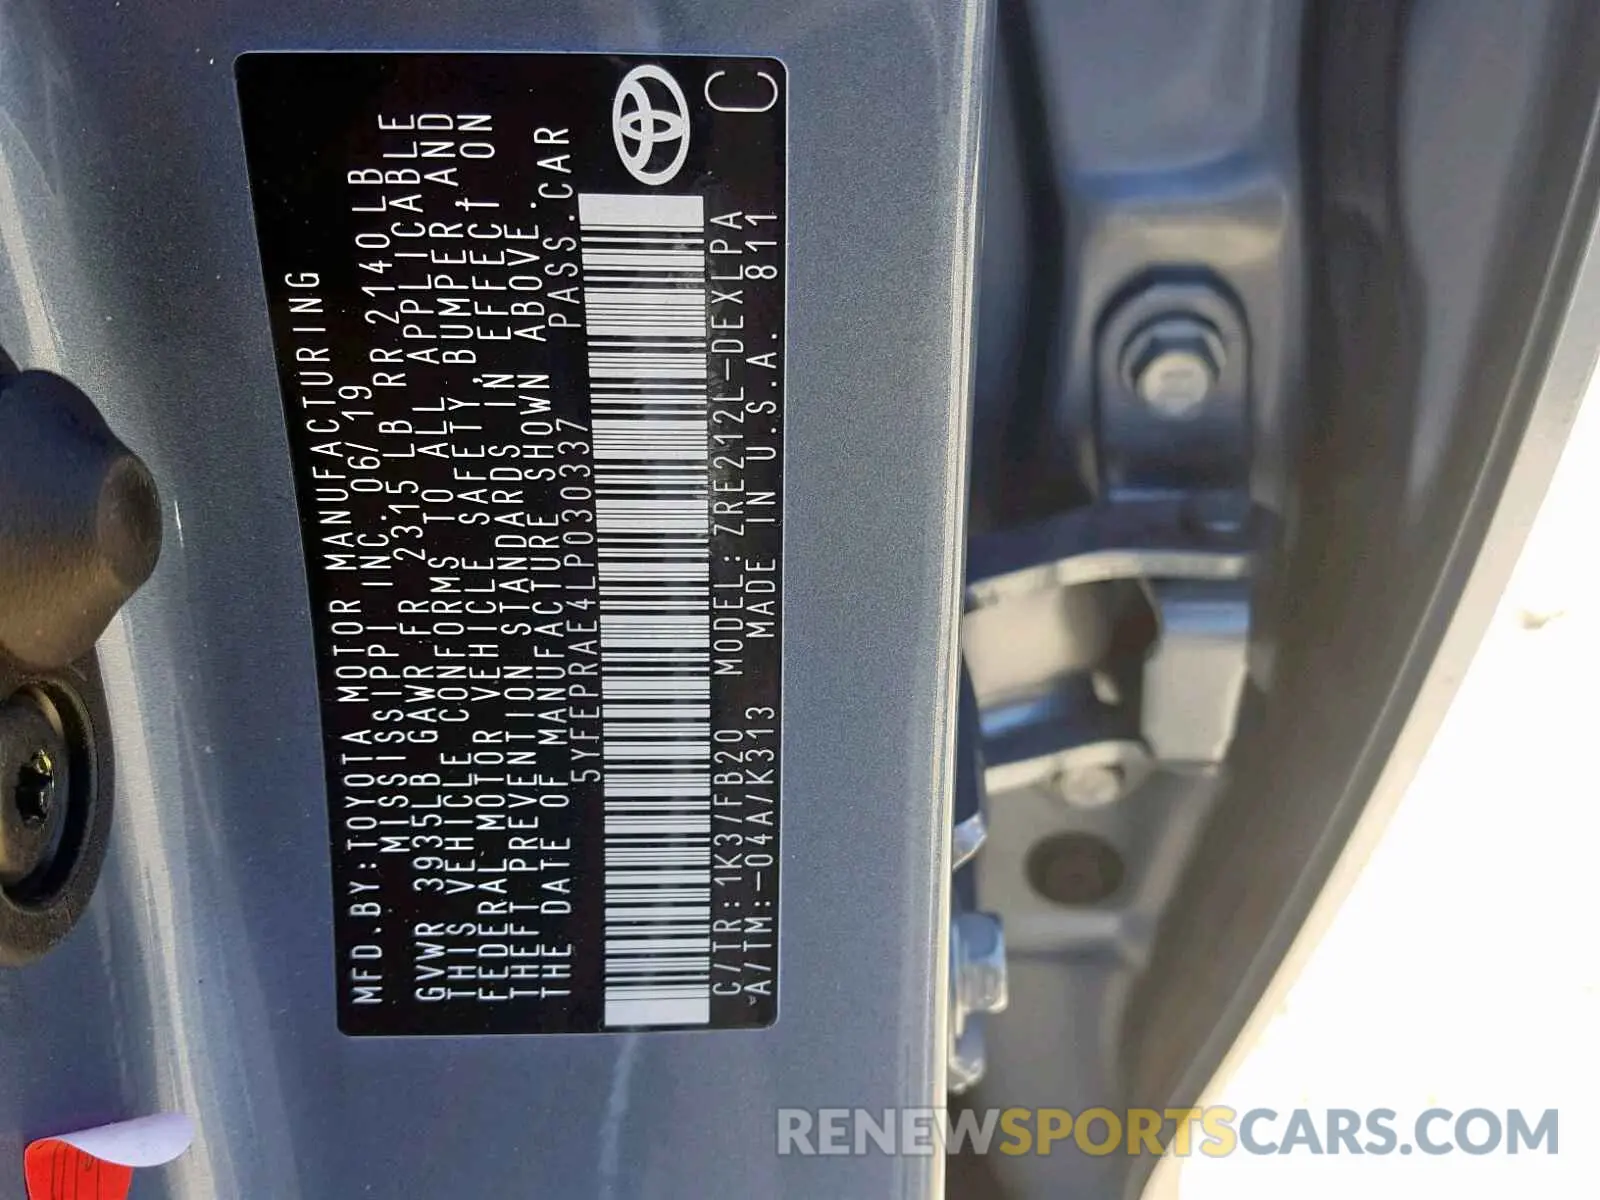 MFD.BY:TOYOTA MOTOR MANUFACTURING
MISSISSIPPI INC. 06/19
GVWR 3935LB GAWR FR 2315 LB RR 2140LB
THIS VEHICLE CONFORMS TO ALL APPLICABLE
FEDERAL MOTOR VEHICLE SAFETY, BUMPER, AND
THEFT PREVENTION STANDARDS IN EFFECT ON
THE DATE OF MANUFACTURE SHOWN ABOVE.
5YFEPRAE4LP030337 PASS.CAR
C/TR:1K3/FB20 MODEL: ZRE212L-DEXLPA
A/TM:-04A/K313 MADE IN U.S.A. 811
C
RENEWSPORTSCARS.COM